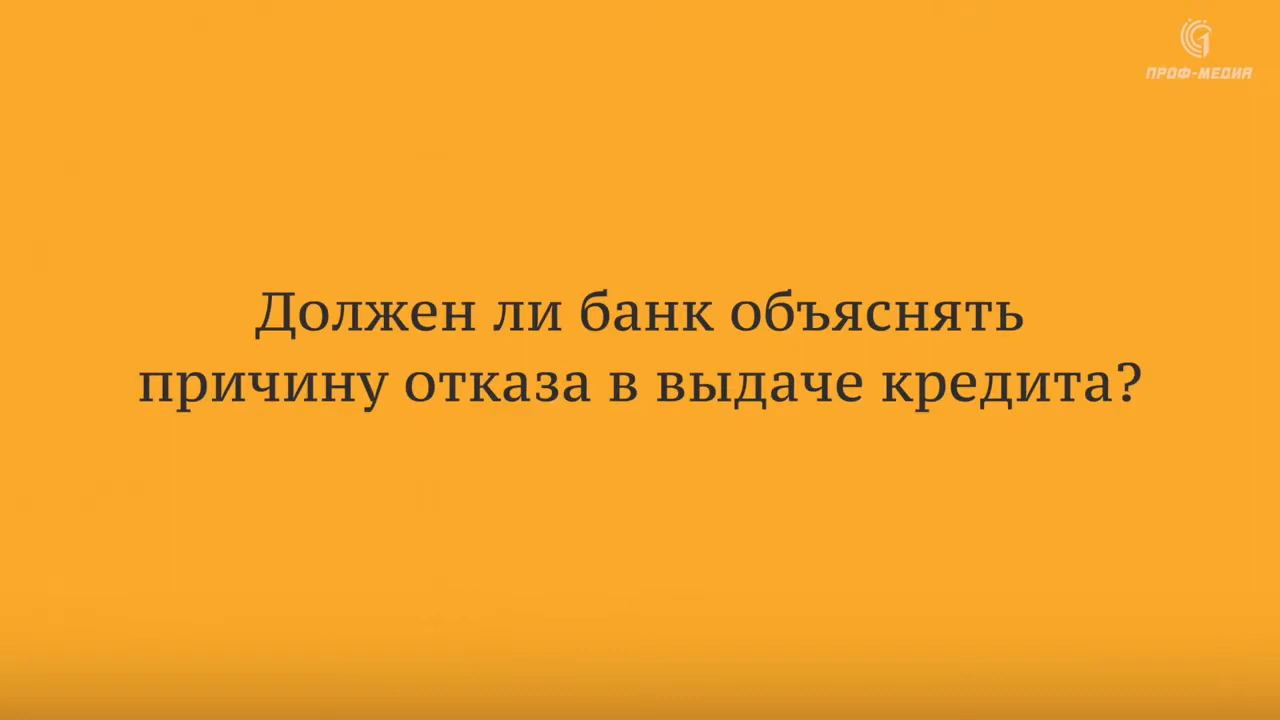 ПРОФ-МЕДИА
Должен ли банк объяснять
причину отказа в выдаче кредита?